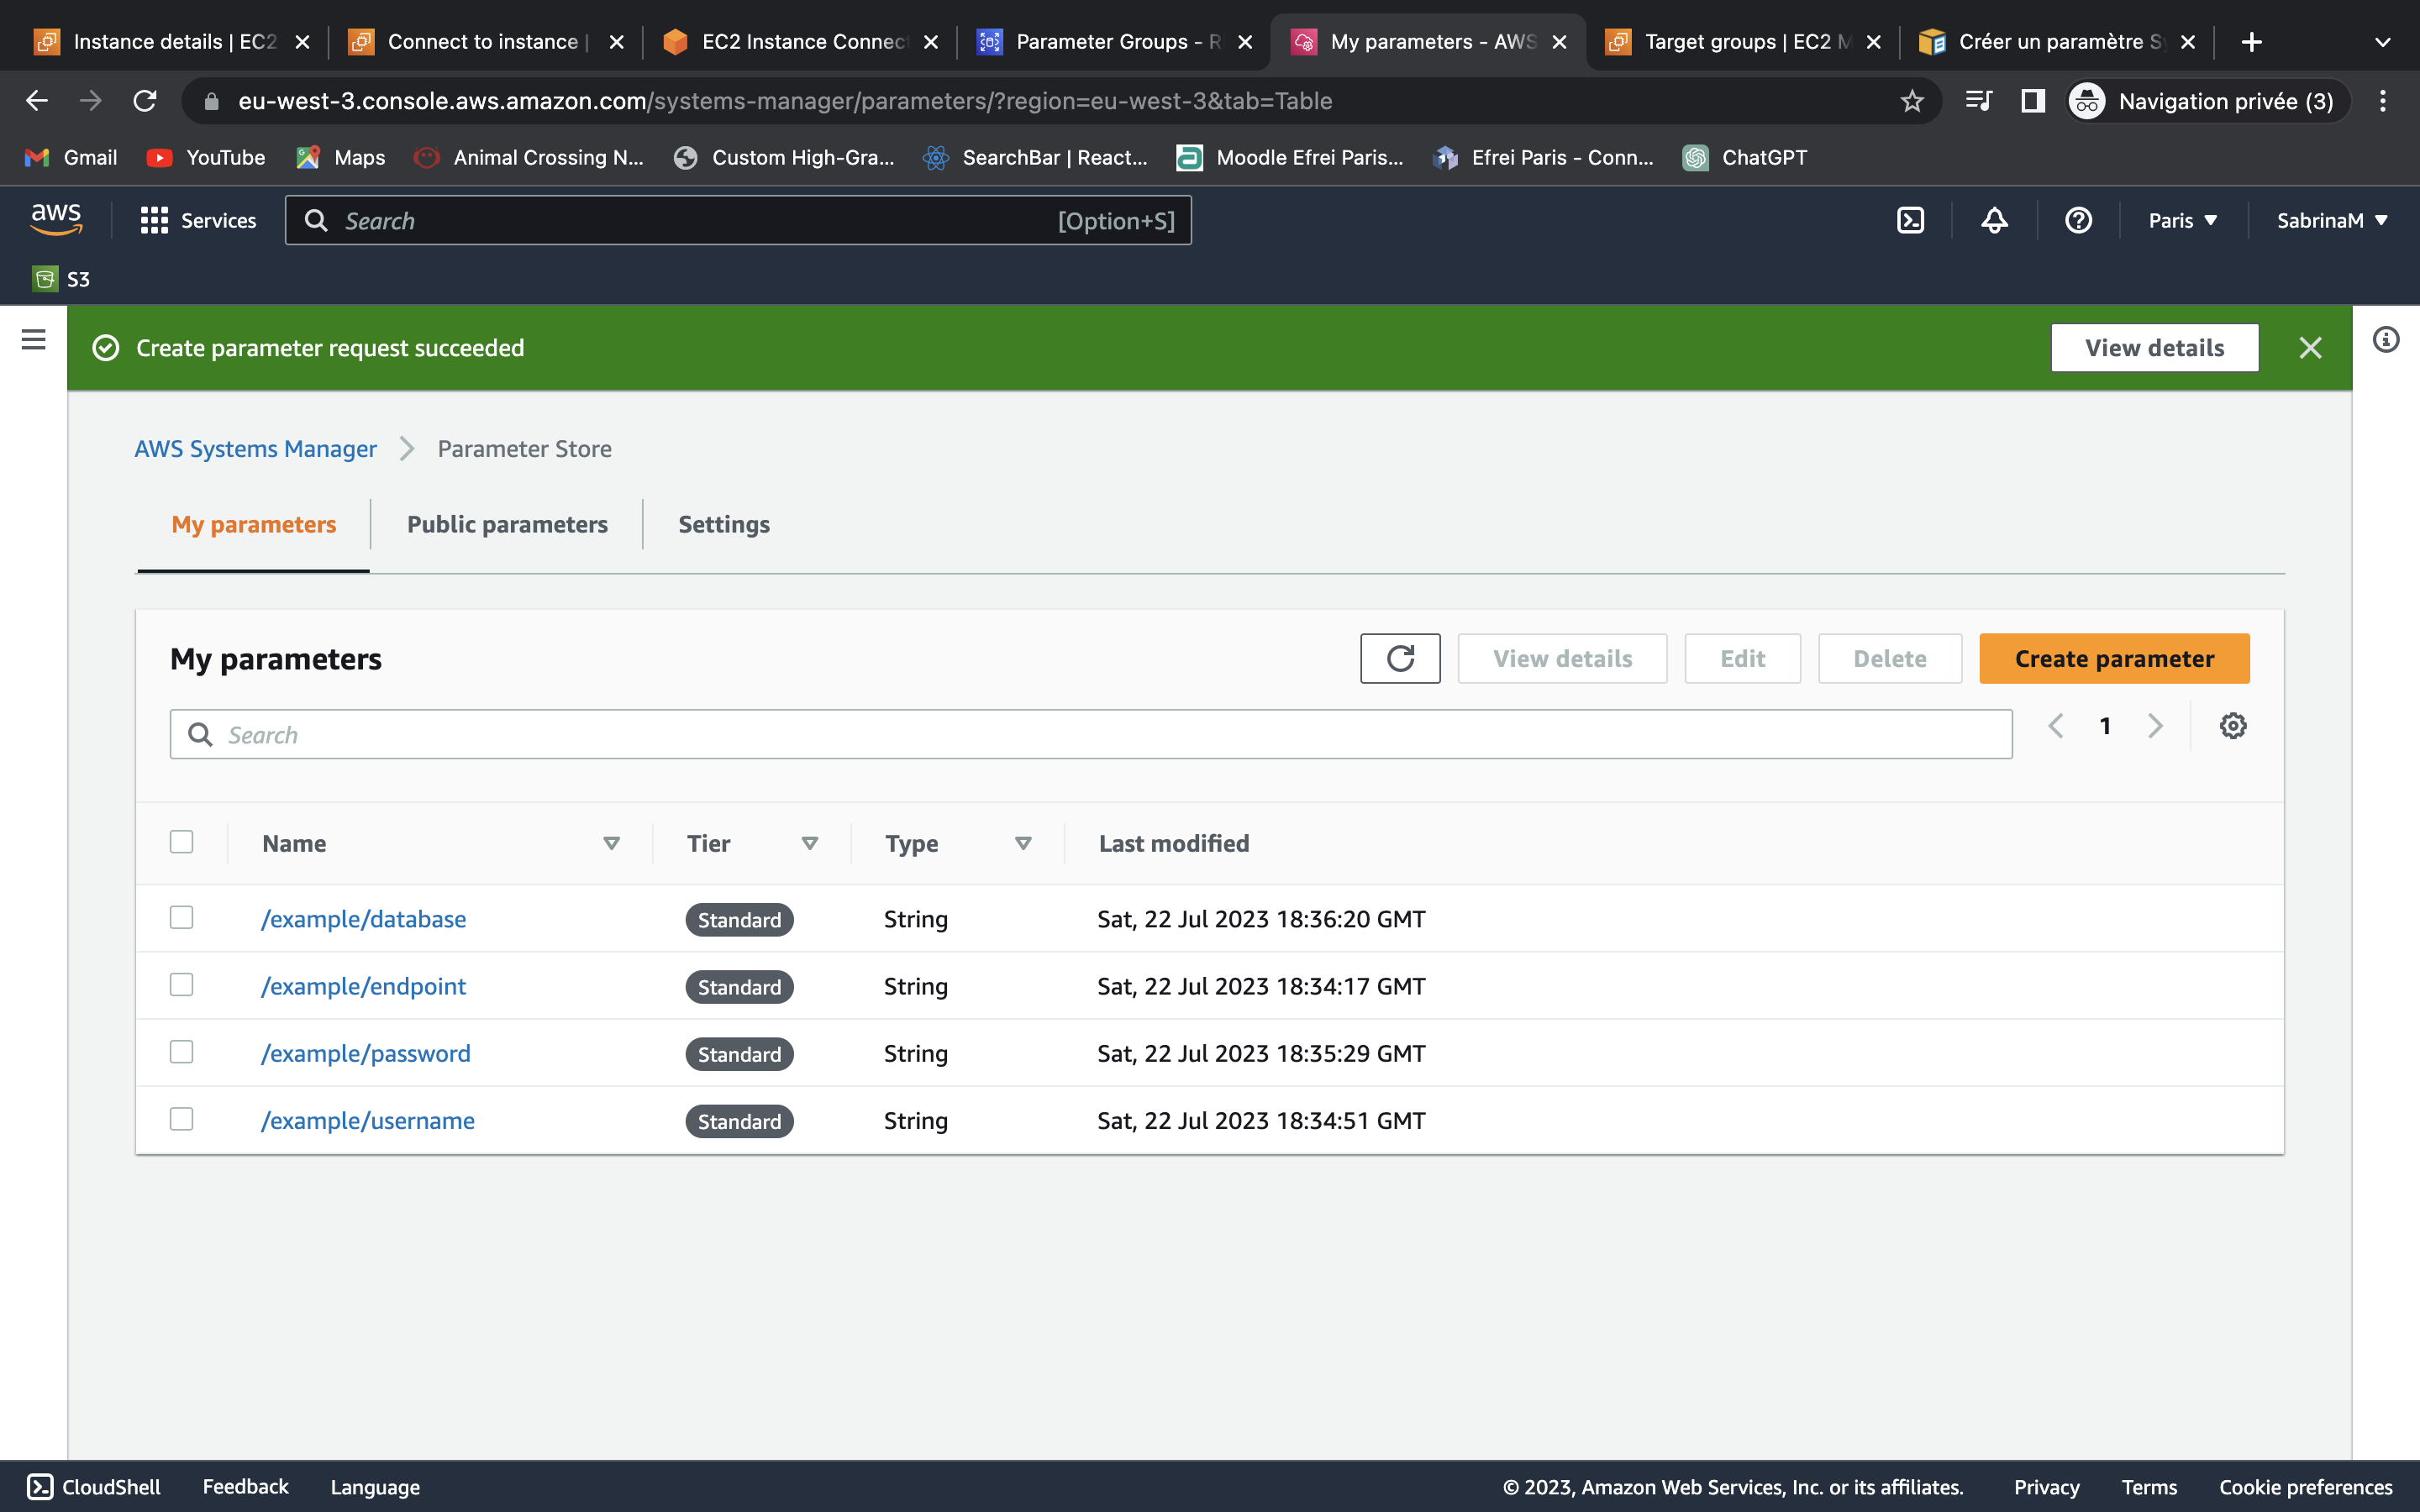 Instance details | EC2
Connect to instance |
EC2 Instance Connec
Parameter Groups - R
My parameters - AWS
Target groups | EC2 M
Créer un paramètre S
eu-west-3.console.aws.amazon.com/systems-manager/parameters/?region=eu-west-3&tab=Table
Navigation privée (3)
Gmail
YouTube
Maps
Animal Crossing N...
Custom High-Gra...
SearchBar | React...
Moodle Efrei Paris...
Efrei Paris - Conn...
ChatGPT
aws
Services
Search
[Option+S]
Paris
SabrinaM
S3
Create parameter request succeeded
View details
AWS Systems Manager
Parameter Store
My parameters
Public parameters
Settings
My parameters
View details
Edit
Delete
Create parameter
Search
1
Name
Tier
Type
Last modified
/example/database Standard String Sat, 22 Jul 2023 18:36:20 GMT
/example/endpoint Standard String Sat, 22 Jul 2023 18:34:17 GMT
/example/password Standard String Sat, 22 Jul 2023 18:35:29 GMT
/example/username Standard String Sat, 22 Jul 2023 18:34:51 GMT
CloudShell
Feedback
Language
© 2023, Amazon Web Services, Inc. or its affiliates.
Privacy
Terms
Cookie preferences